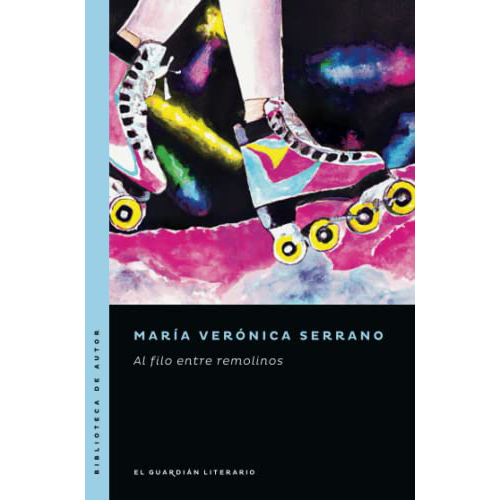 MARÍA VERÓNICA SERRANO
Al filo entre remolinos
EL GUARDIÁN LITERARIO
BIBLIOTECA DE AUTOR